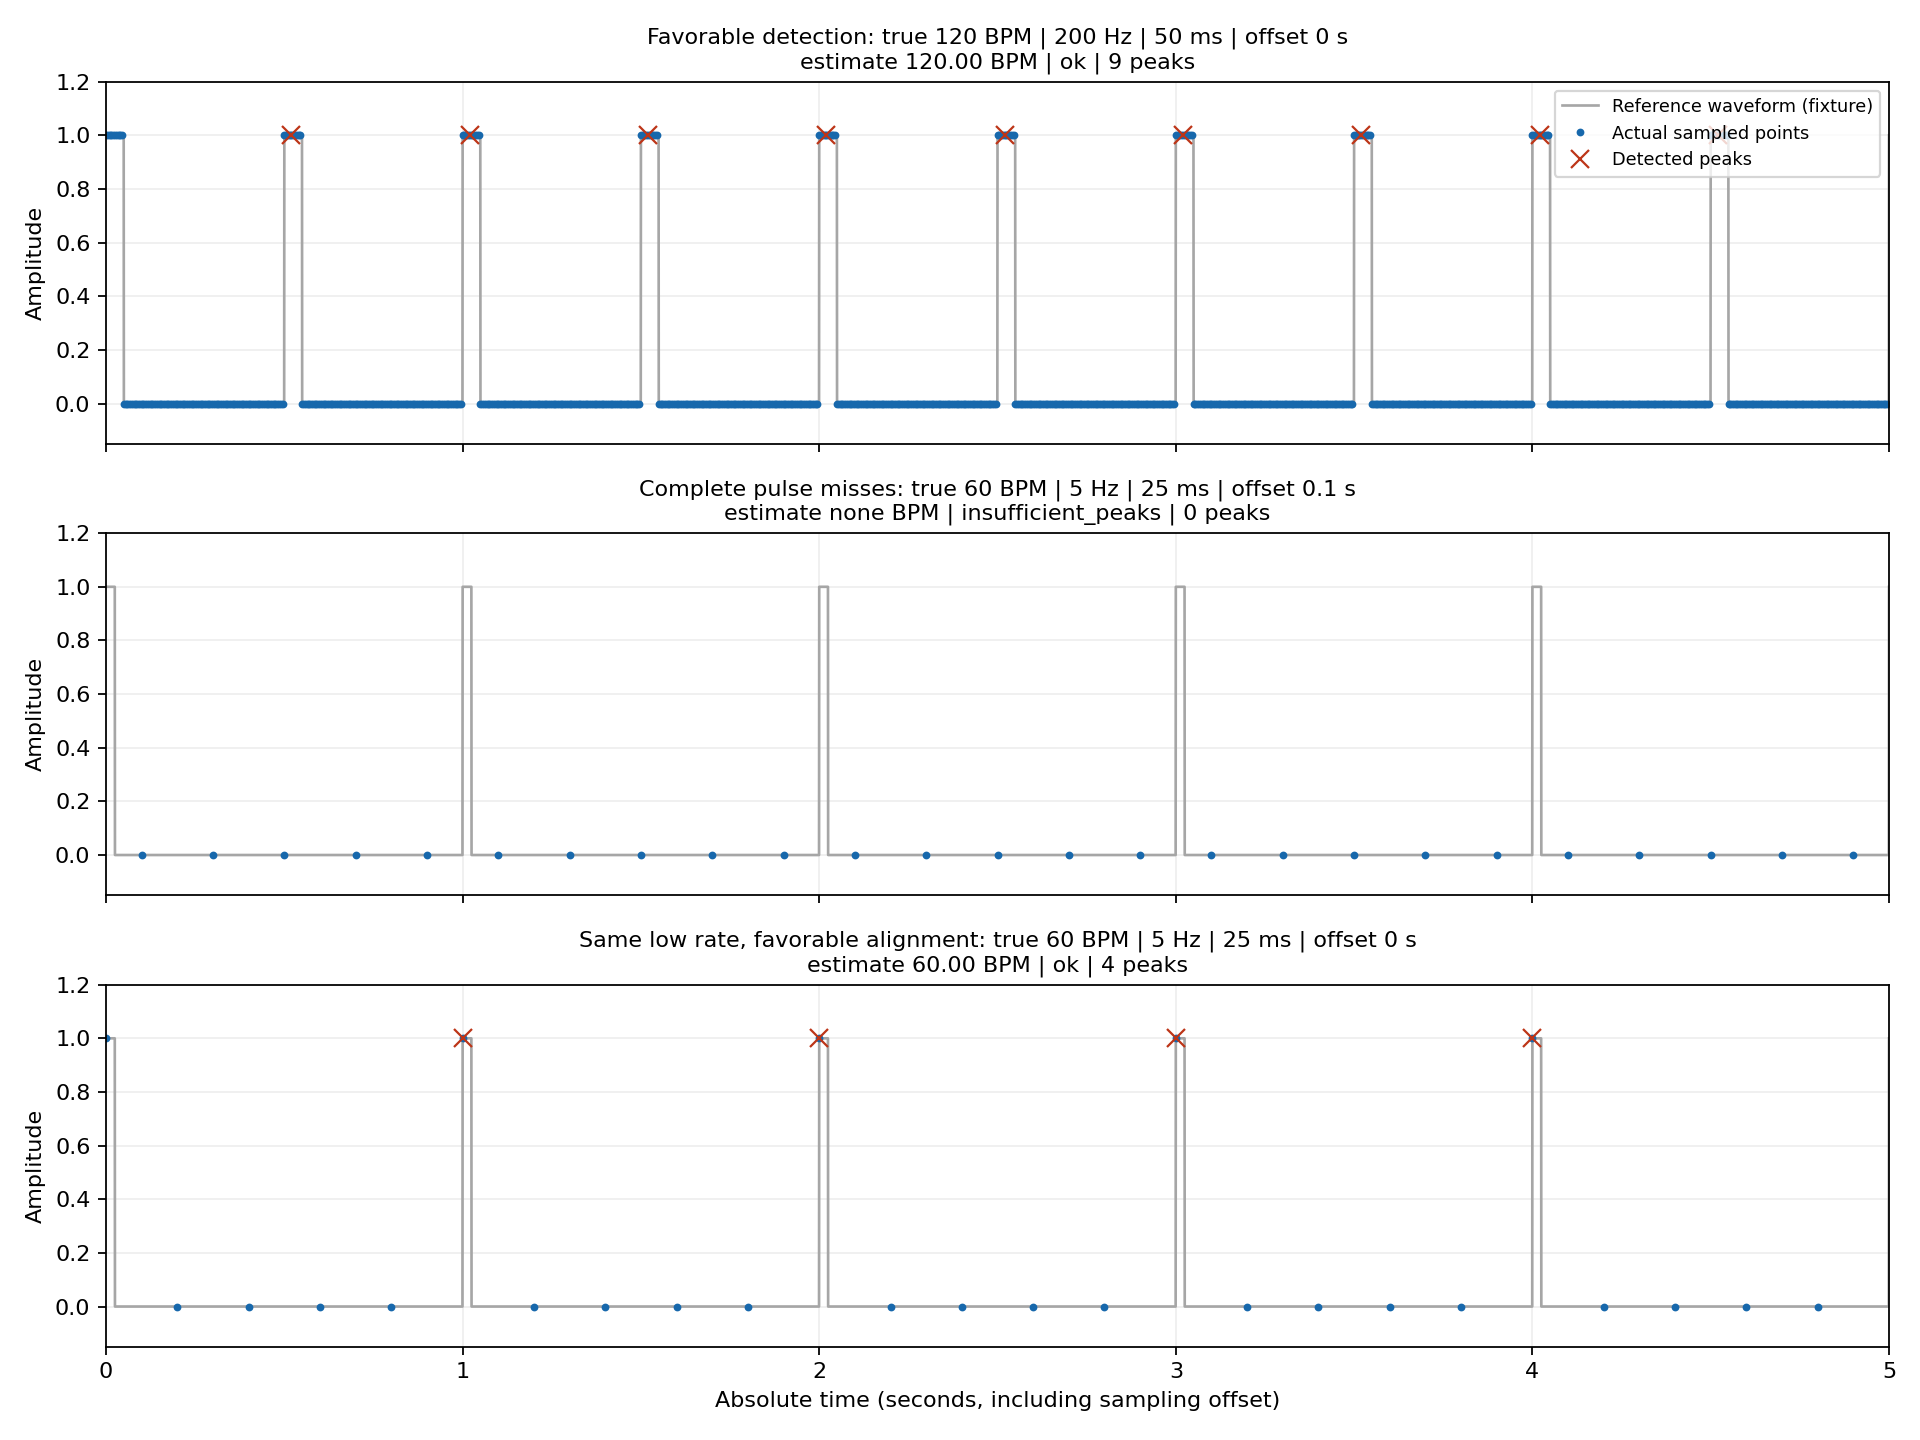 Favorable detection: true 120 BPM | 200 Hz | 50 ms | offset 0 s
estimate 120.00 BPM | ok | 9 peaks
1.2
1.0
0.8
0.6
0.4
0.2
0.0
Amplitude
Reference waveform (fixture)
Actual sampled points
Detected peaks
Complete pulse misses: true 60 BPM | 5 Hz | 25 ms | offset 0.1 s
estimate none BPM | insufficient_peaks | 0 peaks
1.2
1.0
0.8
0.6
0.4
0.2
0.0
Amplitude
Same low rate, favorable alignment: true 60 BPM | 5 Hz | 25 ms | offset 0 s
estimate 60.00 BPM | ok | 4 peaks
1.2
1.0
0.8
0.6
0.4
0.2
0.0
Amplitude
0 1 2 3 4 5
Absolute time (seconds, including sampling offset)